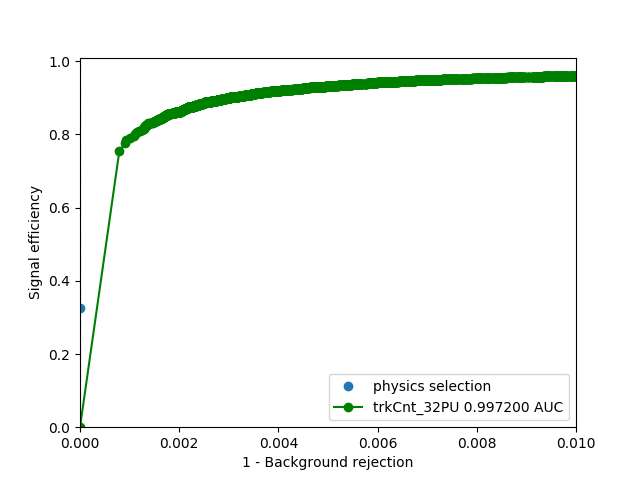 1.0
0.8
0.6
0.4
0.2
0.0
Signal efficiency
0.000 0.002 0.004 0.006 0.008 0.010
1 - Background rejection
physics selection
trkCnt_32PU 0.997200 AUC